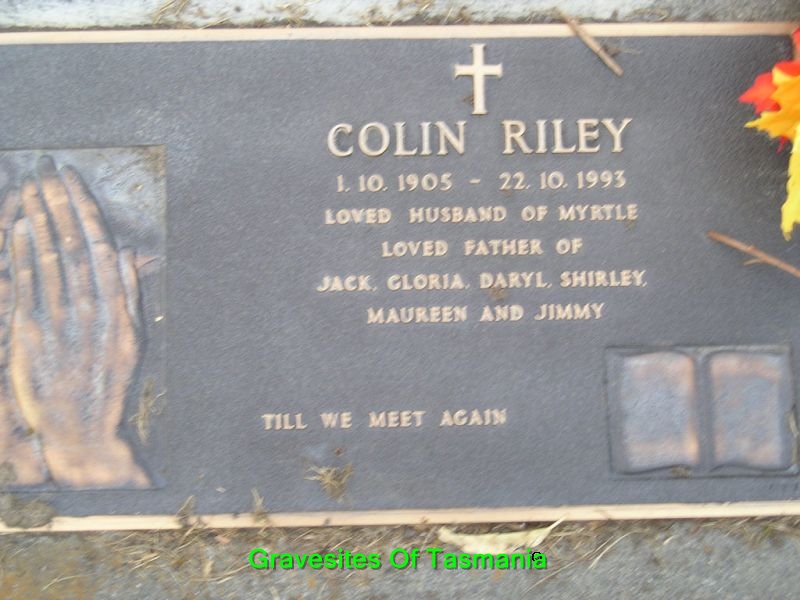 COLIN RILEY
1. 10. 1905 - 22. 10. 1993
LOVED HUSBAND OF MYRTLE
LOVED FATHER OF
JACK, GLORIA, DARYL, SHIRLEY,
MAUREEN AND JIMMY
TILL WE MEET AGAIN
Gravesites Of Tasmania ©